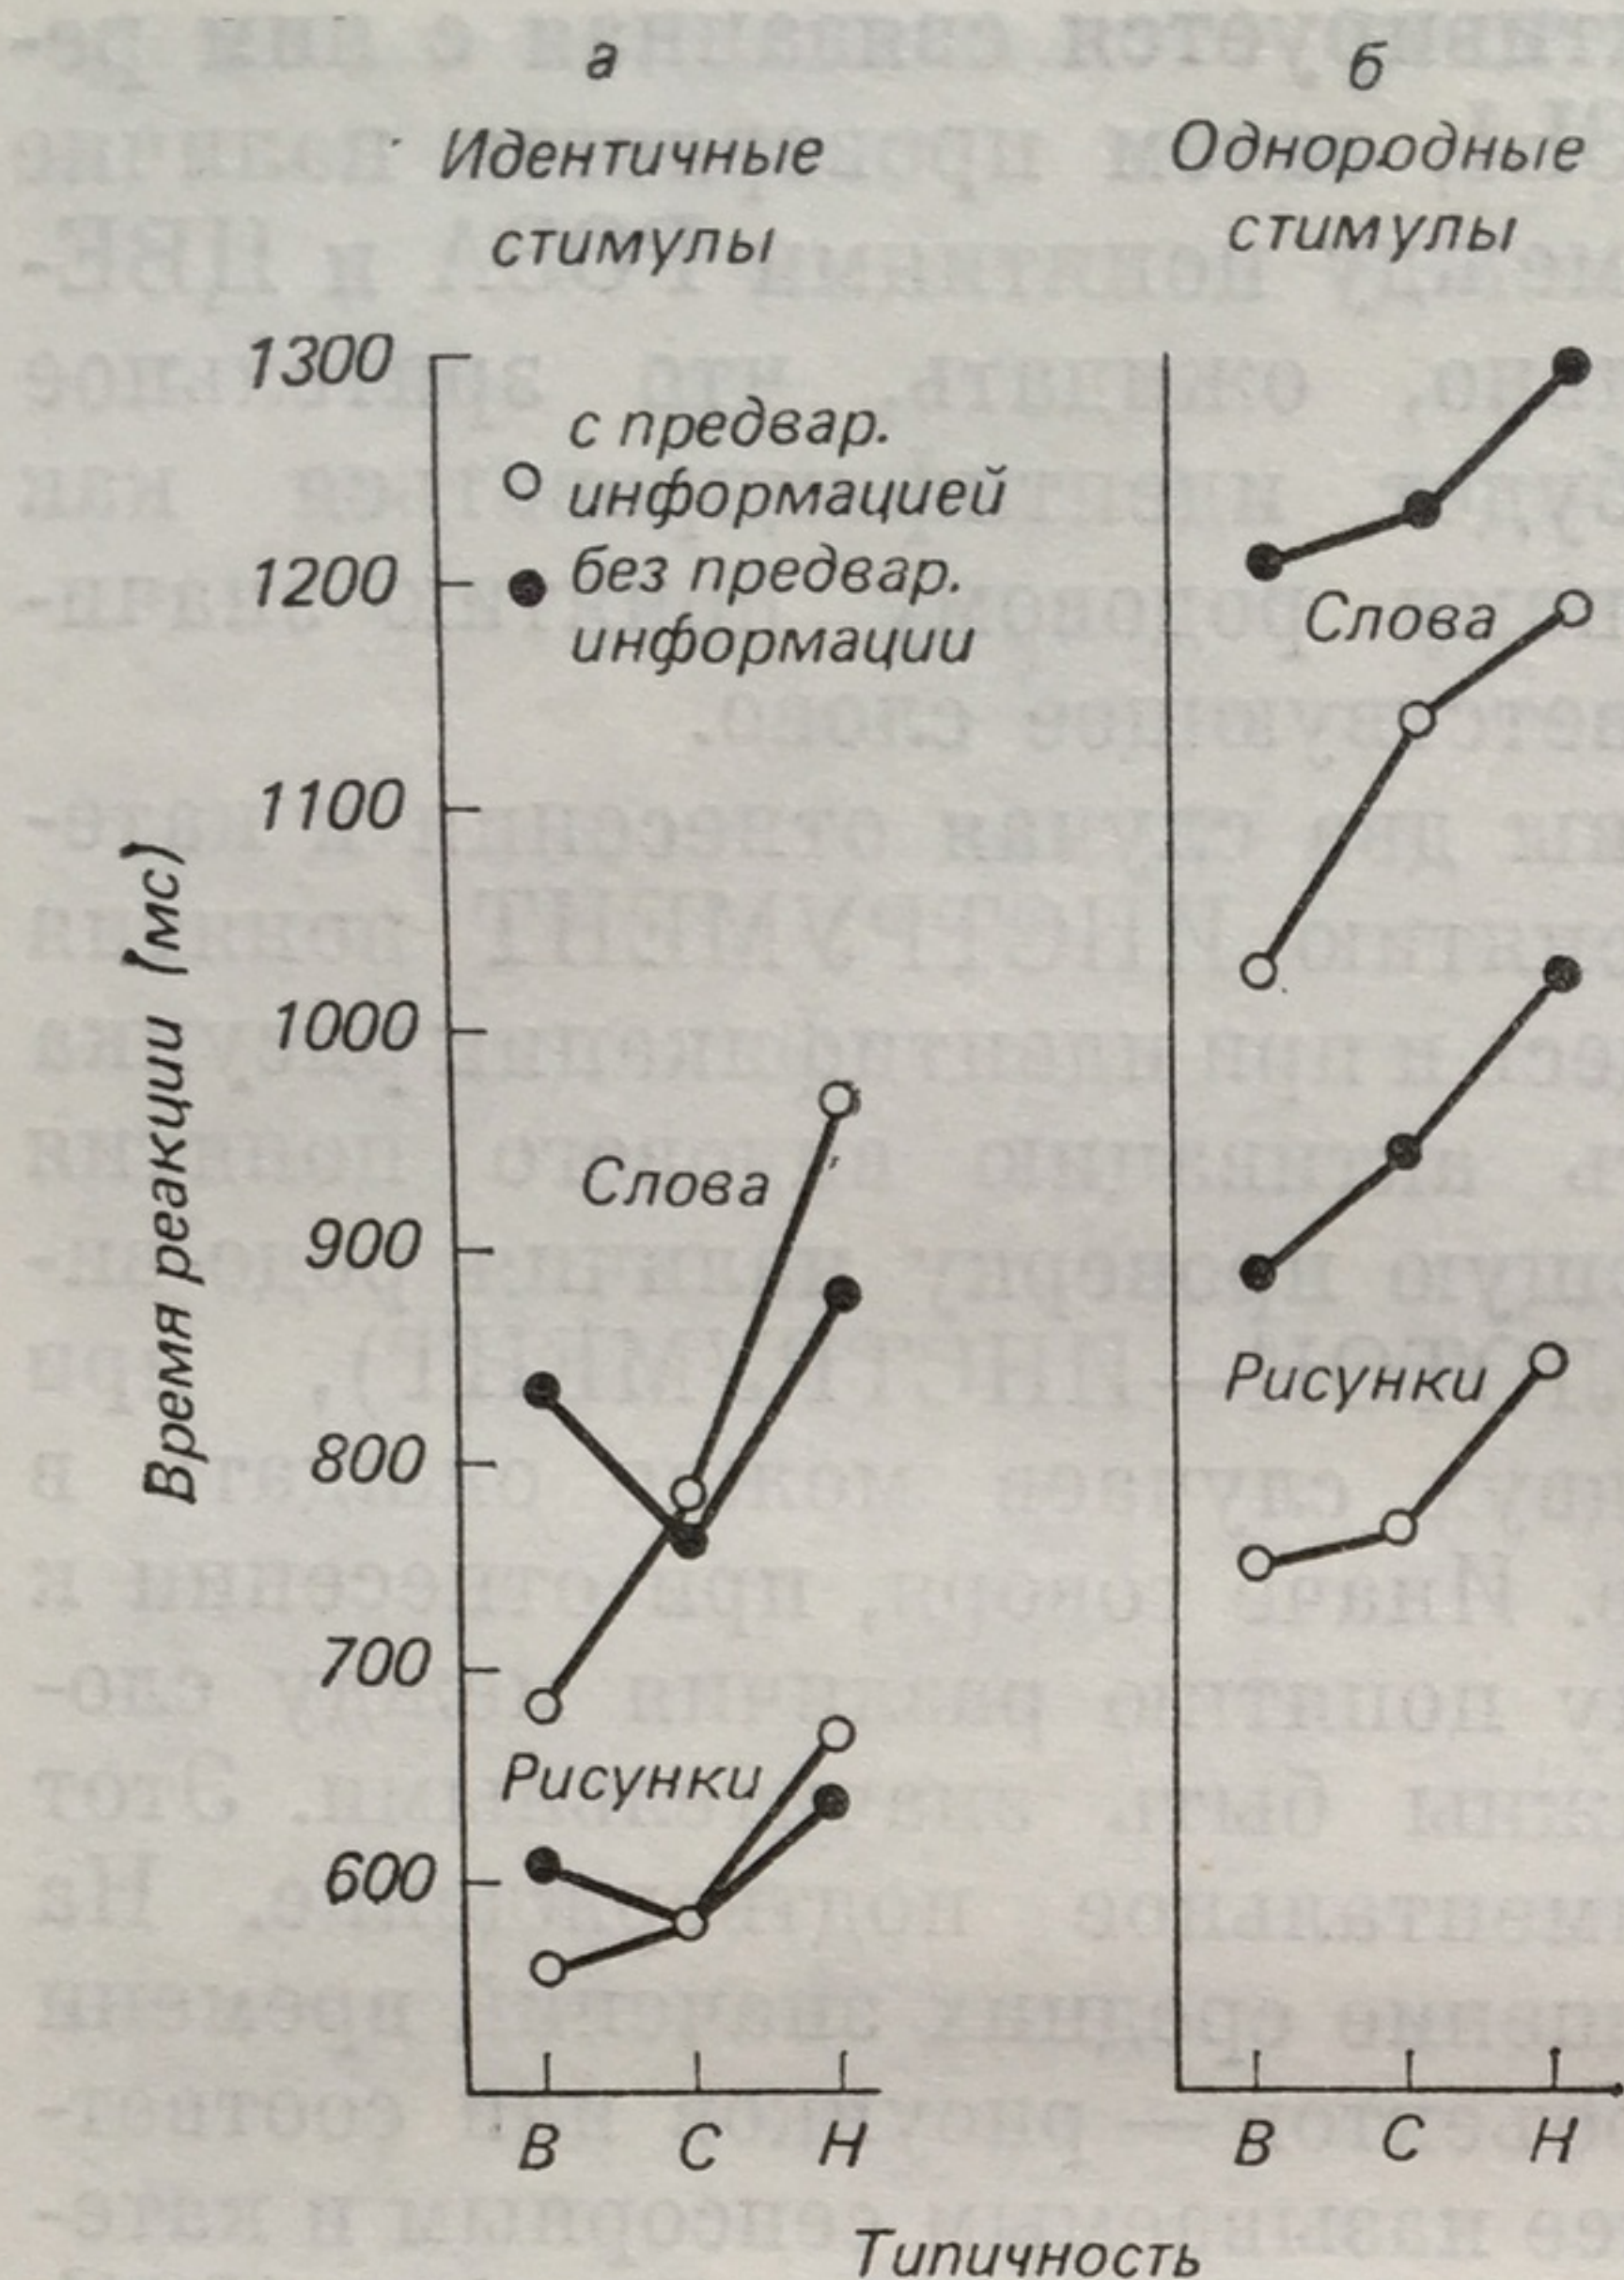 а
Идентичные
стимулы
б
Однородные
стимулы
1300
1200
1100
1000
900
800
700
600
Время реакции (мс)
с предвар.
информацией
без предвар.
информации
Слова
Рисунки
В С Н
Слова
Рисунки
В С Н
Типичность